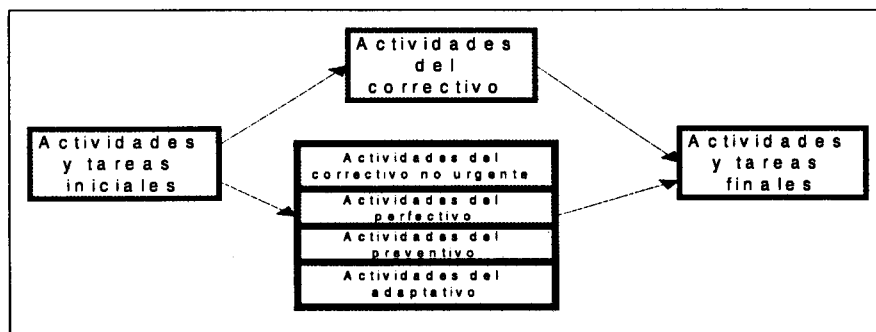 Actividades
del
correctivo
Actividades
y tareas
iniciales
Actividades del
correctivo no urgente
Actividades del
perfectivo
Actividades del
preventivo
Actividades del
adaptativo
Actividades
y tareas
finales